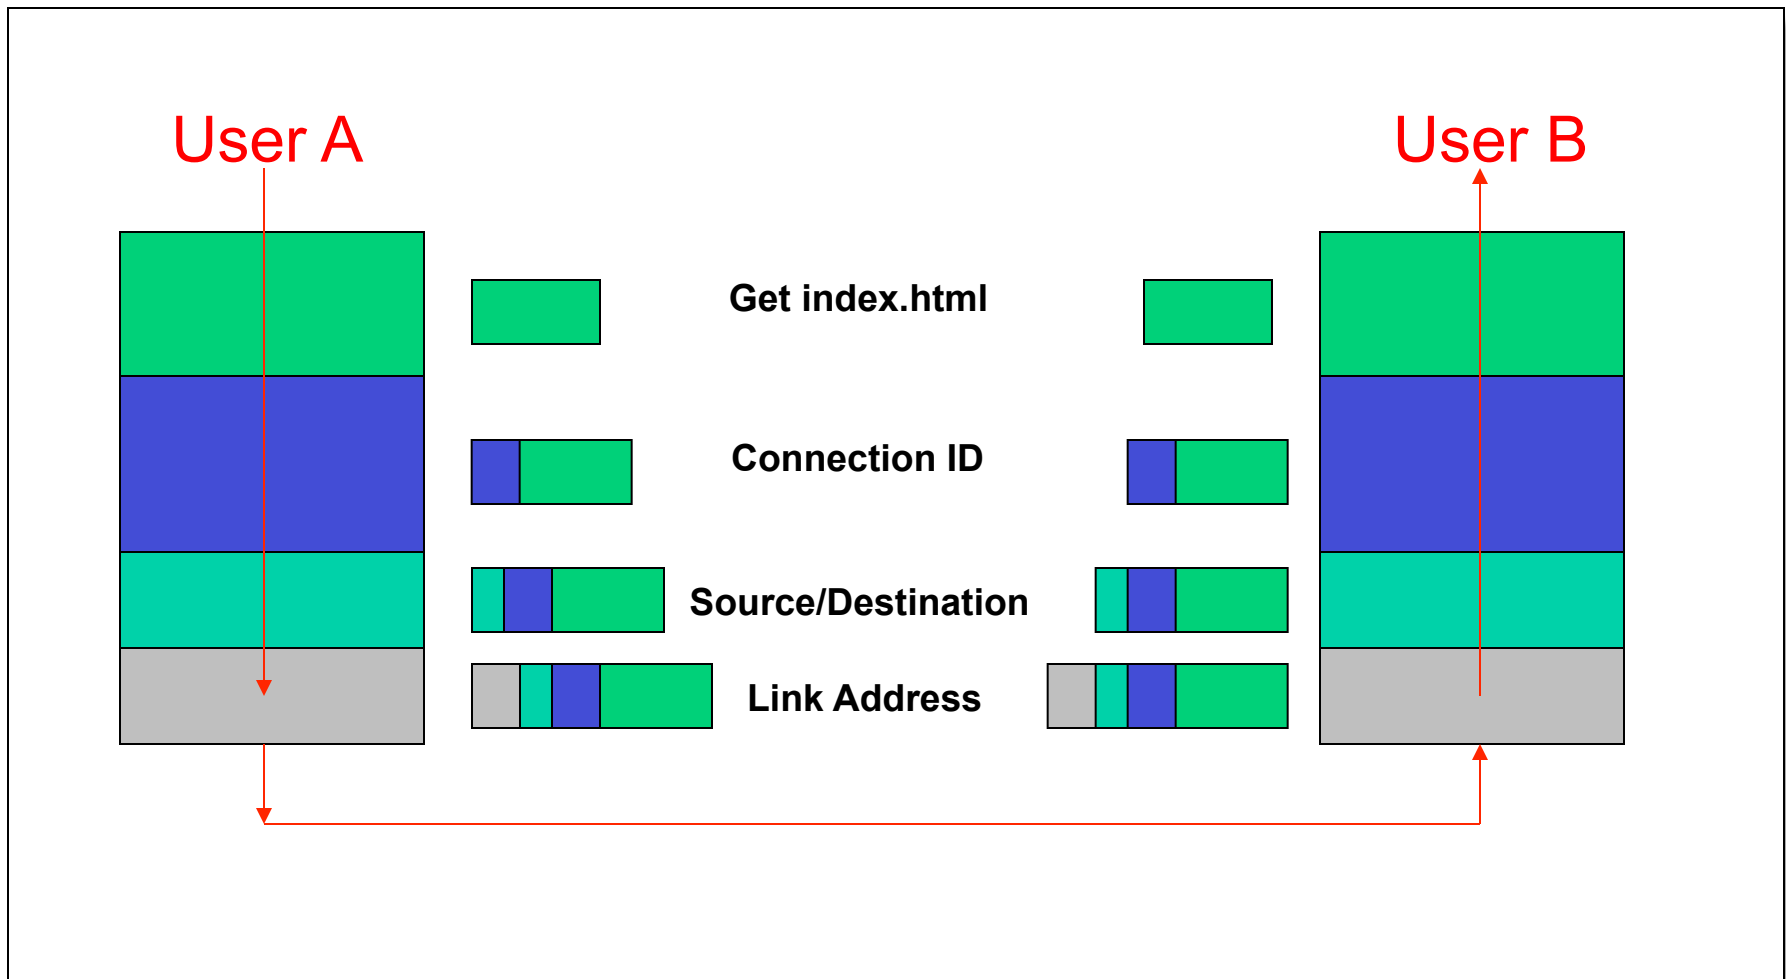 User A
User B
Get index.html
Connection ID
Source/Destination
Link Address